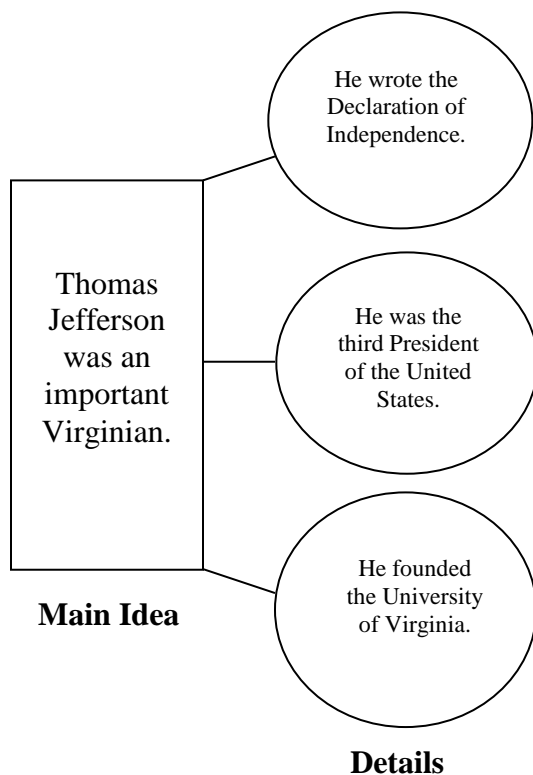 He wrote the
Declaration of
Independence.
Thomas
Jefferson
was an
important
Virginian.
He was the
third President
of the United
States.
He founded
the University
of Virginia.
Main Idea
Details